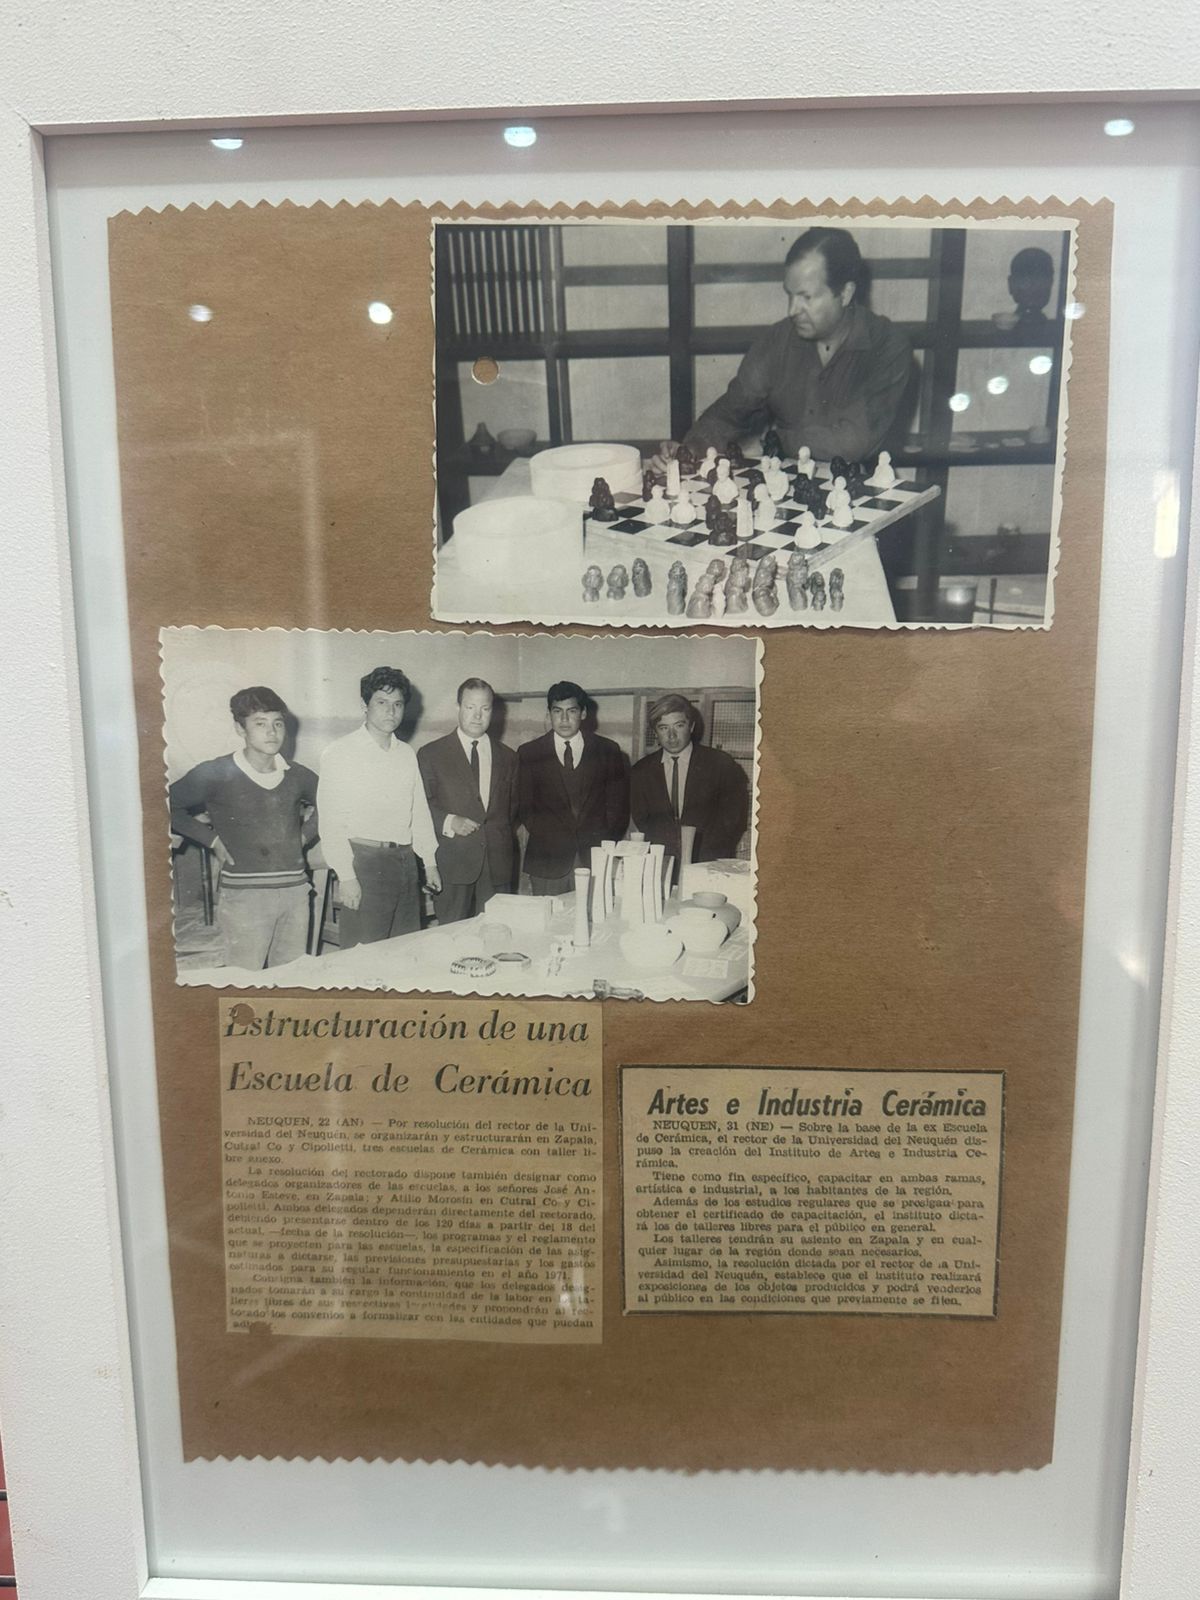 Estructuración de una
Escuela de Cerámica
NEUQUEN, 22 (AN) — Por resolución del rector de la Uni-
versidad del Neuquén, se organizarán y estructurarán en Zapala,
Cutral Co y Cipolletti, tres escuelas de Cerámica con taller li-
bre anexo.
La resolución del rectorado dispone también designar como
delegados organizadores de las escuelas, a los señores José An-
tonio Esteve, en Zapala; y Atilio Morosin en Cutral Co y Ci-
polletti. Ambos delegados dependerán directamente del rectorado,
debiendo presentarse dentro de los 120 días a partir del 18 del
actual, —fecha de la resolución—, los programas y el reglamento
que se proyecten para las escuelas, la especificación de las asig-
naturas a dictarse, las previsiones presupuestarias y los gastos
estimados para su regular funcionamiento en el año 1971.
Consigna también la información, que los delegados desig-
nados tomarán a su cargo la continuidad de la labor en los ta-
lleres libres de sus respectivas localidades y propondrán al rec-
torado los convenios a formalizar con las entidades que puedan
Artes e Industria Cerámica
NEUQUEN, 31 (NE) — Sobre la base de la ex Escuela
de Cerámica, el rector de la Universidad del Neuquén dis-
puso la creación del Instituto de Artes e Industria Ce-
rámica.
Tiene como fin específico, capacitar en ambas ramas,
artística e industrial, a los habitantes de la región.
Además de los estudios regulares que se prosigan para
obtener el certificado de capacitación, el instituto dicta-
rá los de talleres libres para el público en general.
Los talleres tendrán su asiento en Zapala y en cual-
quier lugar de la región donde sean necesarios.
Asimismo, la resolución dictada por el rector de la Uni-
versidad del Neuquén, establece que el instituto realizará
exposiciones de los objetos producidos y podrá venderlos
al público en las condiciones que previamente se fijen.